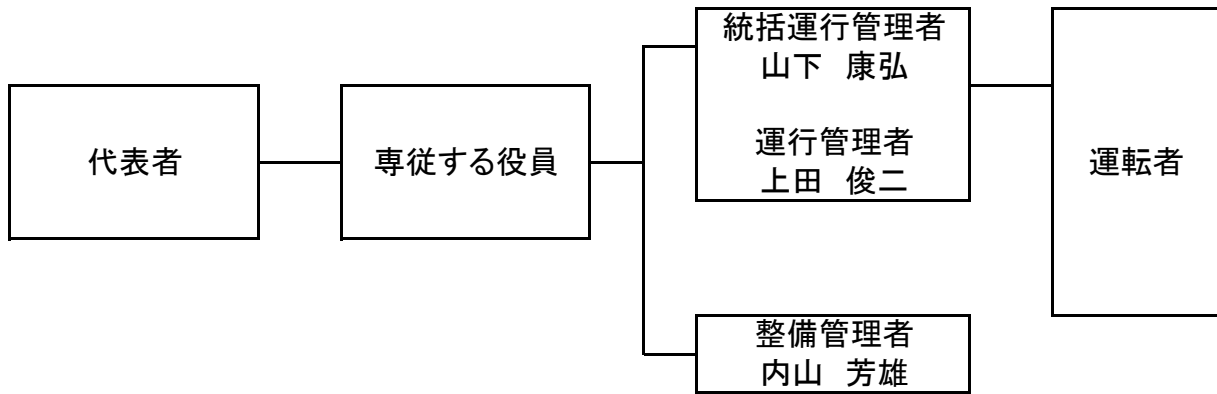 代表者
専従する役員
統括運行管理者
山下　康弘
運行管理者
上田　俊二
整備管理者
内山　芳雄
運転者